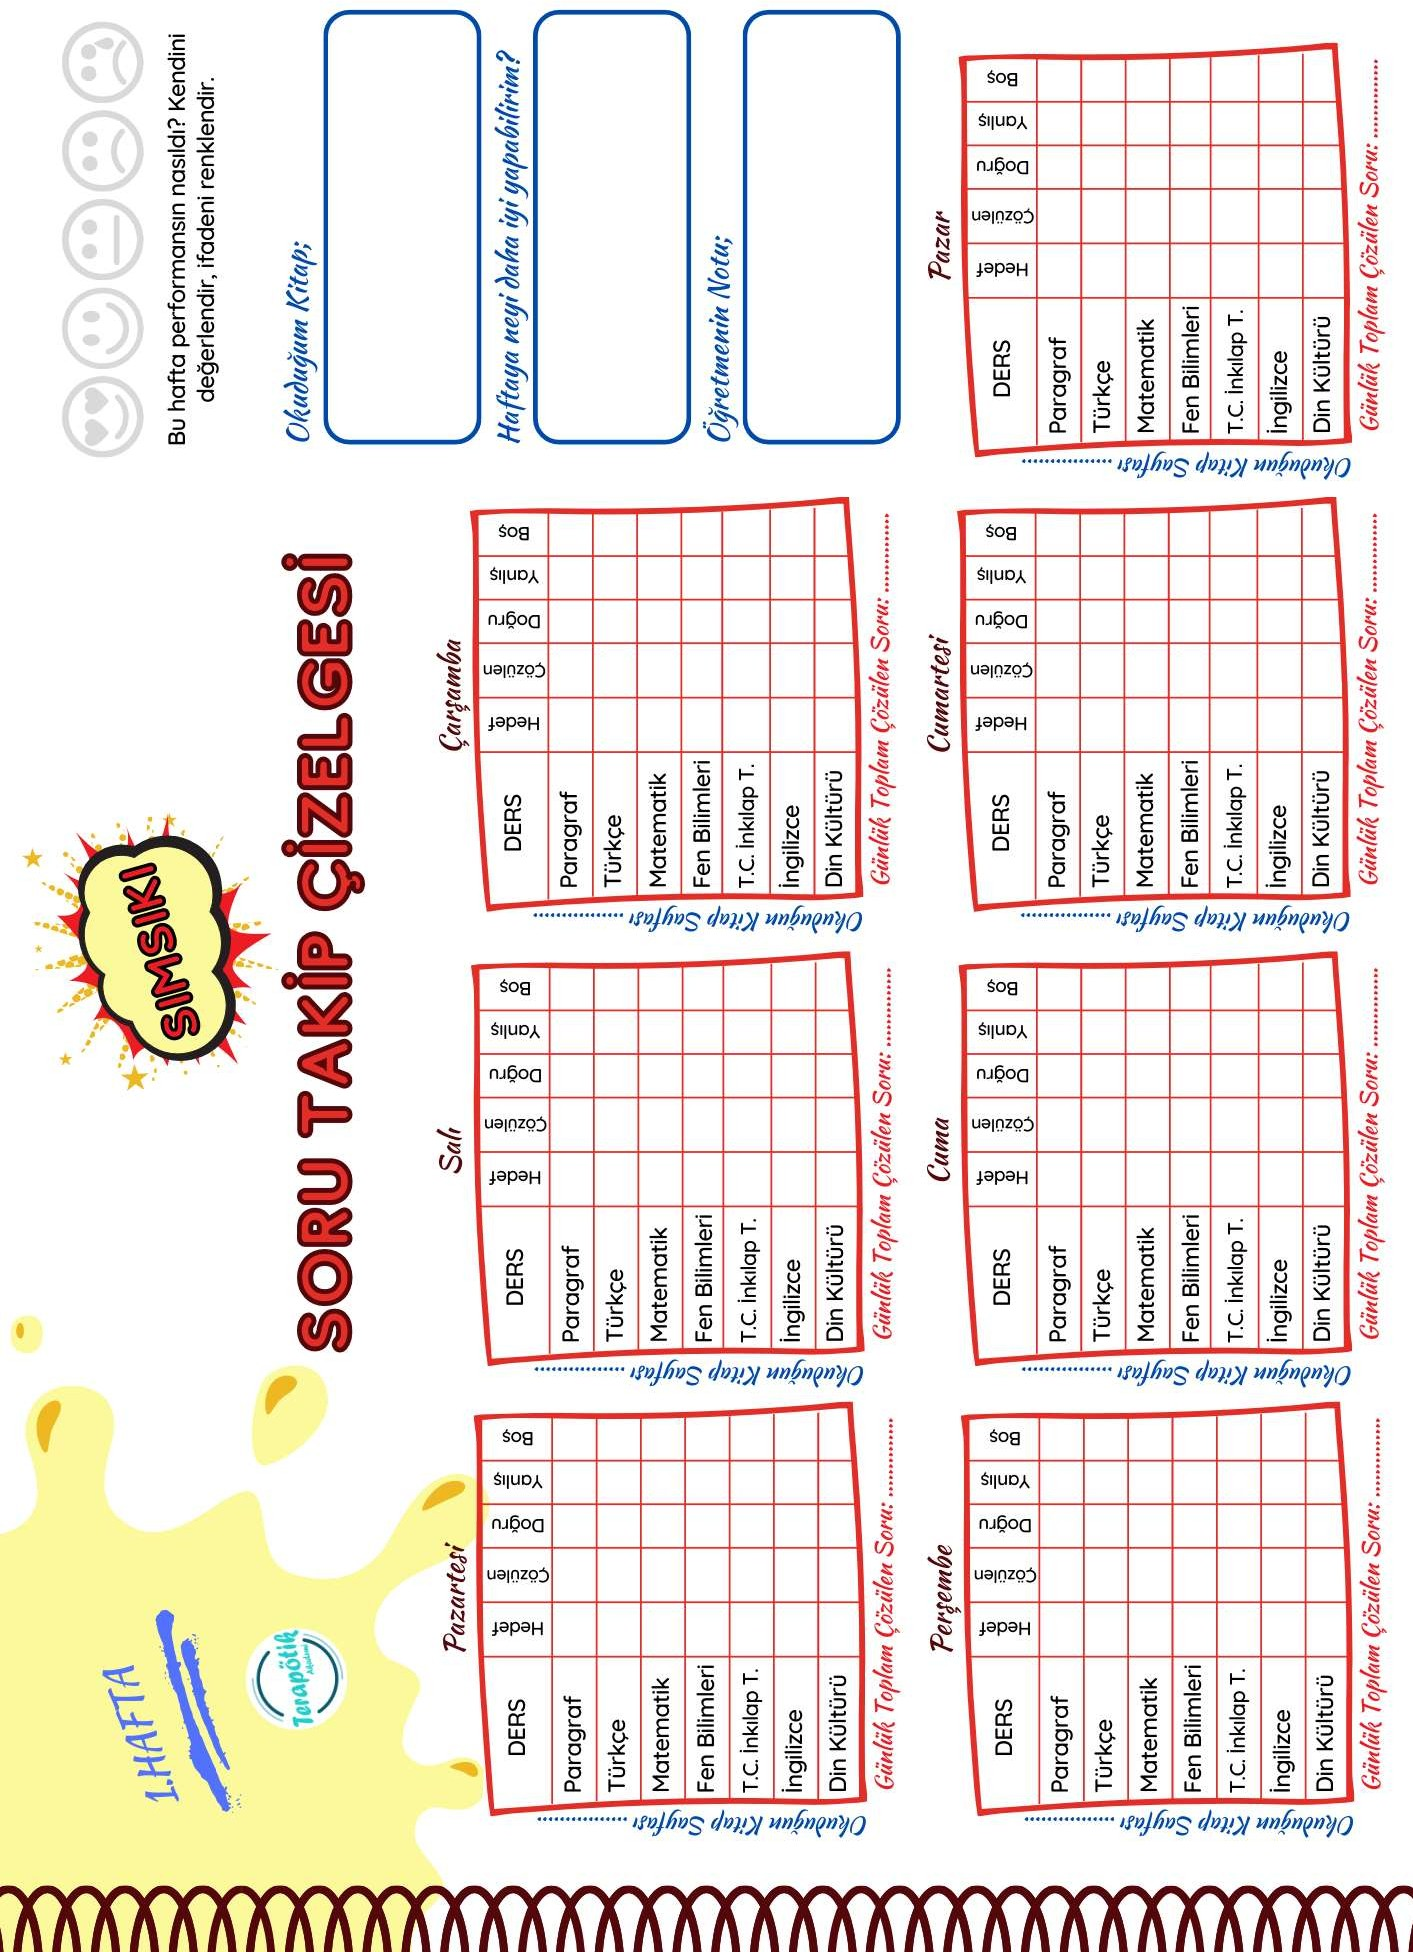 1.HAFTA
Terapötik
Akademi
SIMSIKI
SORU TAKİP ÇİZELGESİ
Bu hafta performansın nasıldı? Kendini
değerlendir, ifadeni renklendir.
Okuduğum Kitap;
Haftaya neyi daha iyi yapabilirim?
Öğretmenin Notu;
Pazartesi
DERS Hedef Çözülen Doğru Yanlış Boş
Paragraf
Türkçe
Matematik
Fen Bilimleri
T.C. İnkılap T.
İngilizce
Din Kültürü
Okuduğun Kitap Sayfası ..................
Günlük Toplam Çözülen Soru: ...............
Salı
DERS Hedef Çözülen Doğru Yanlış Boş
Paragraf
Türkçe
Matematik
Fen Bilimleri
T.C. İnkılap T.
İngilizce
Din Kültürü
Okuduğun Kitap Sayfası ..................
Günlük Toplam Çözülen Soru: ...............
Çarşamba
DERS Hedef Çözülen Doğru Yanlış Boş
Paragraf
Türkçe
Matematik
Fen Bilimleri
T.C. İnkılap T.
İngilizce
Din Kültürü
Okuduğun Kitap Sayfası ..................
Günlük Toplam Çözülen Soru: ...............
Perşembe
DERS Hedef Çözülen Doğru Yanlış Boş
Paragraf
Türkçe
Matematik
Fen Bilimleri
T.C. İnkılap T.
İngilizce
Din Kültürü
Okuduğun Kitap Sayfası ..................
Günlük Toplam Çözülen Soru: ...............
Cuma
DERS Hedef Çözülen Doğru Yanlış Boş
Paragraf
Türkçe
Matematik
Fen Bilimleri
T.C. İnkılap T.
İngilizce
Din Kültürü
Okuduğun Kitap Sayfası ..................
Günlük Toplam Çözülen Soru: ...............
Cumartesi
DERS Hedef Çözülen Doğru Yanlış Boş
Paragraf
Türkçe
Matematik
Fen Bilimleri
T.C. İnkılap T.
İngilizce
Din Kültürü
Okuduğun Kitap Sayfası ..................
Günlük Toplam Çözülen Soru: ...............
Pazar
DERS Hedef Çözülen Doğru Yanlış Boş
Paragraf
Türkçe
Matematik
Fen Bilimleri
T.C. İnkılap T.
İngilizce
Din Kültürü
Okuduğun Kitap Sayfası ..................
Günlük Toplam Çözülen Soru: ...............